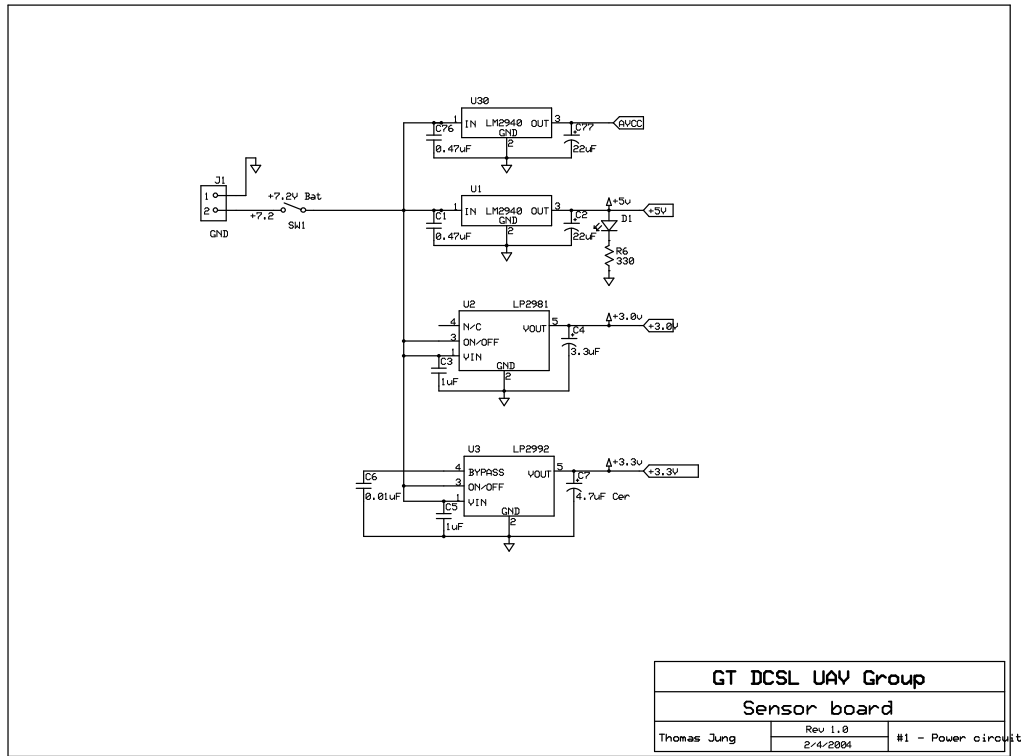 U30
1 IN LM2940 OUT 3
GND
2
C76
0.47uF
C77
22uF
AVCC
J1
1
2
GND
+7.2V Bat
+7.2
SW1
U1
1 IN LM2940 OUT 3
GND
2
C1
0.47uF
C2
22uF
+5v
+5V
D1
R6
330
U2 LP2981
4 N/C
3 ON/OFF
1 VIN
VOUT 5
GND
2
C3
1uF
C4
3.3uF
+3.0v
+3.0V
U3 LP2992
4 BYPASS
3 ON/OFF
1 VIN
VOUT 5
GND
2
C6
0.01uF
C5
1uF
C7
4.7uF Cer
+3.3v
+3.3V
GT DCSL UAV Group
Sensor board
Thomas Jung
Rev 1.0
2/4/2004
#1 - Power circuit